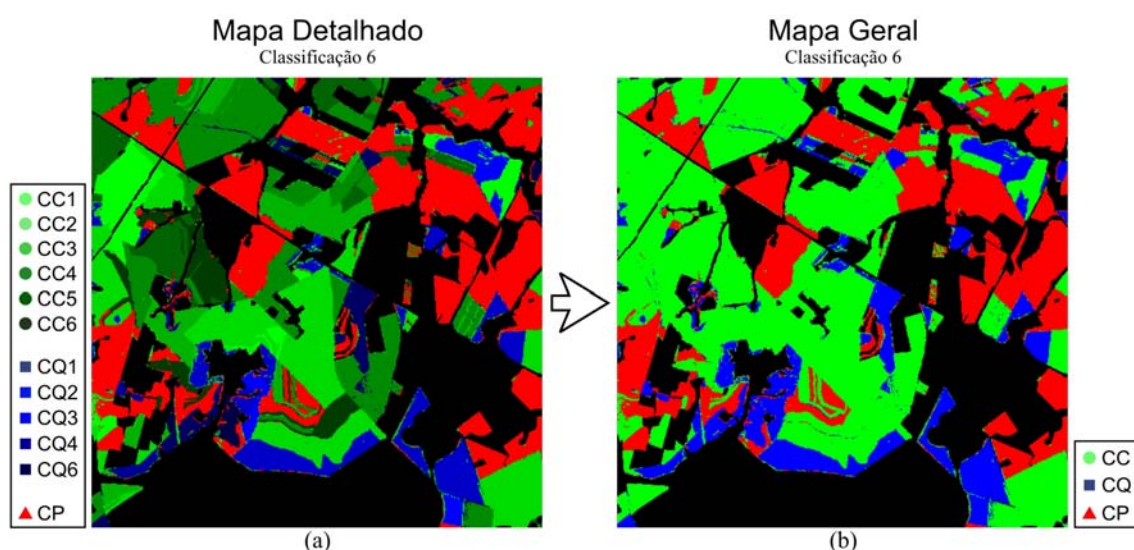 Mapa Detalhado
Classificação 6
Mapa Geral
Classificação 6
CC1
CC2
CC3
CC4
CC5
CC6
CQ1
CQ2
CQ3
CQ4
CQ6
CP
CC
CQ
CP
(a)
(b)